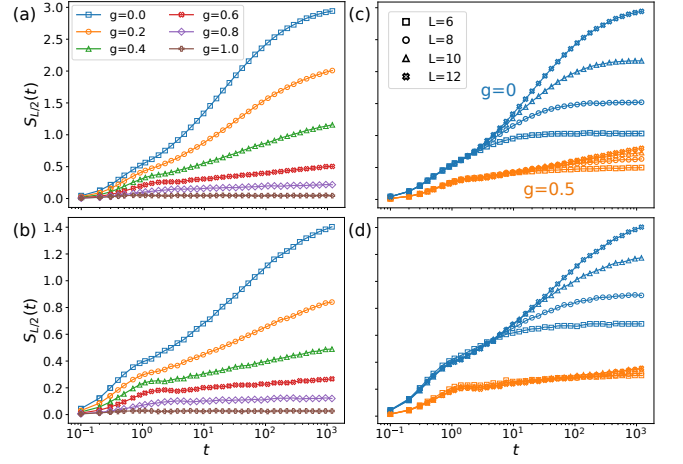 (a)
g=0.0
g=0.6
g=0.2
g=0.8
g=0.4
g=1.0
3.0
2.5
2.0
1.5
1.0
0.5
0.0
S_{L/2}(t)
(c)
L=6
L=8
L=10
L=12
g=0
g=0.5
(b)
1.4
1.2
1.0
0.8
0.6
0.4
0.2
0.0
S_{L/2}(t)
10^{-1}
10^{0}
10^{1}
10^{2}
10^{3}
t
(d)
10^{-1}
10^{0}
10^{1}
10^{2}
10^{3}
t